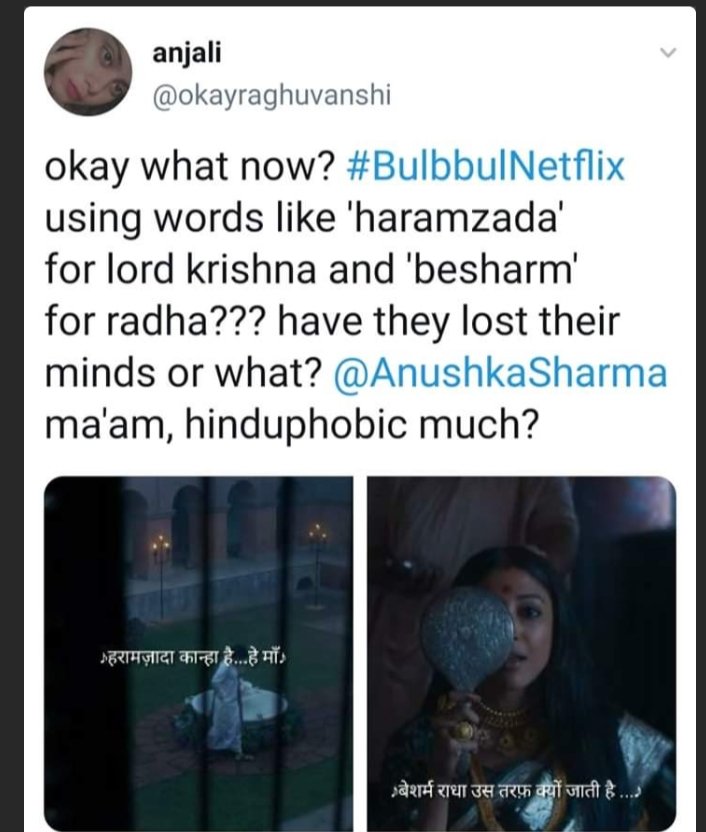 anjali
@okayraghuvanshi
okay what now? #BulbbulNetflix
using words like 'haramzada'
for lord krishna and 'besharm'
for radha??? have they lost their
minds or what? @AnushkaSharma
ma'am, hinduphobic much?
♪हरामज़ादा कान्हा है...हे माँ♪
♪बेशर्म राधा उस तरफ़ क्यों जाती है ...♪